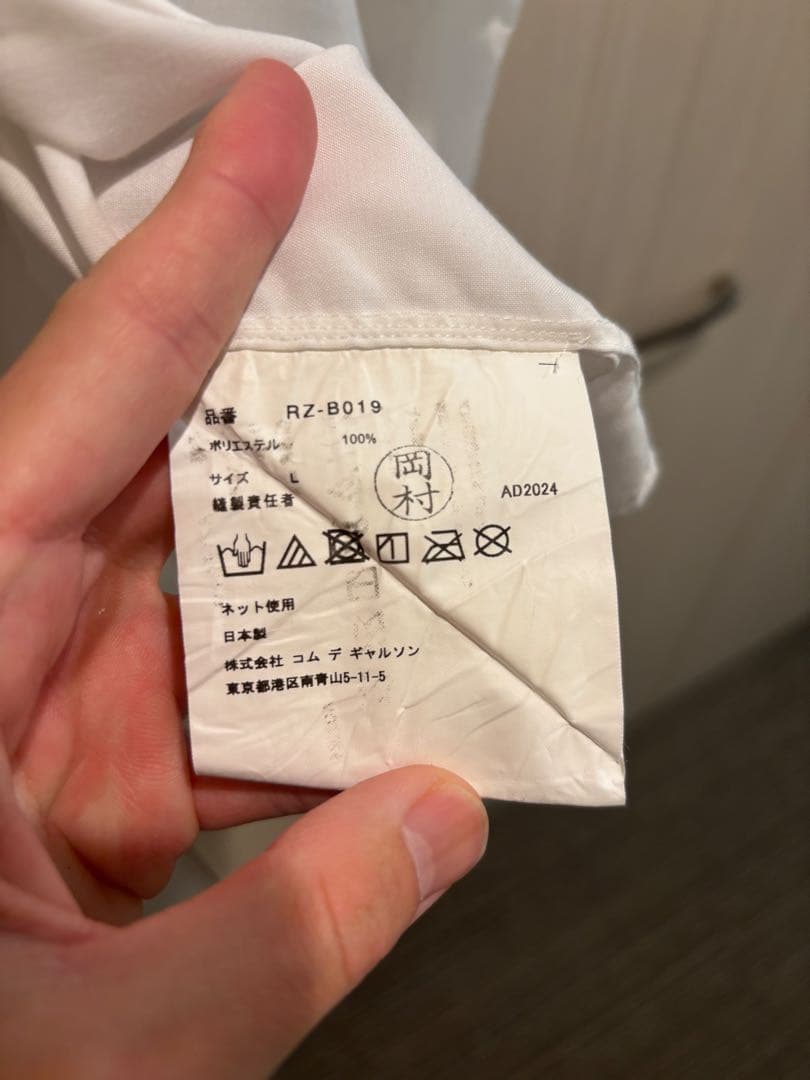 品番 RZ-B019
ポリエステル 100%
サイズ L
縫製責任者 岡村 AD2024
ネット使用
日本製
株式会社 コム デ ギャルソン
東京都港区南青山5-11-5